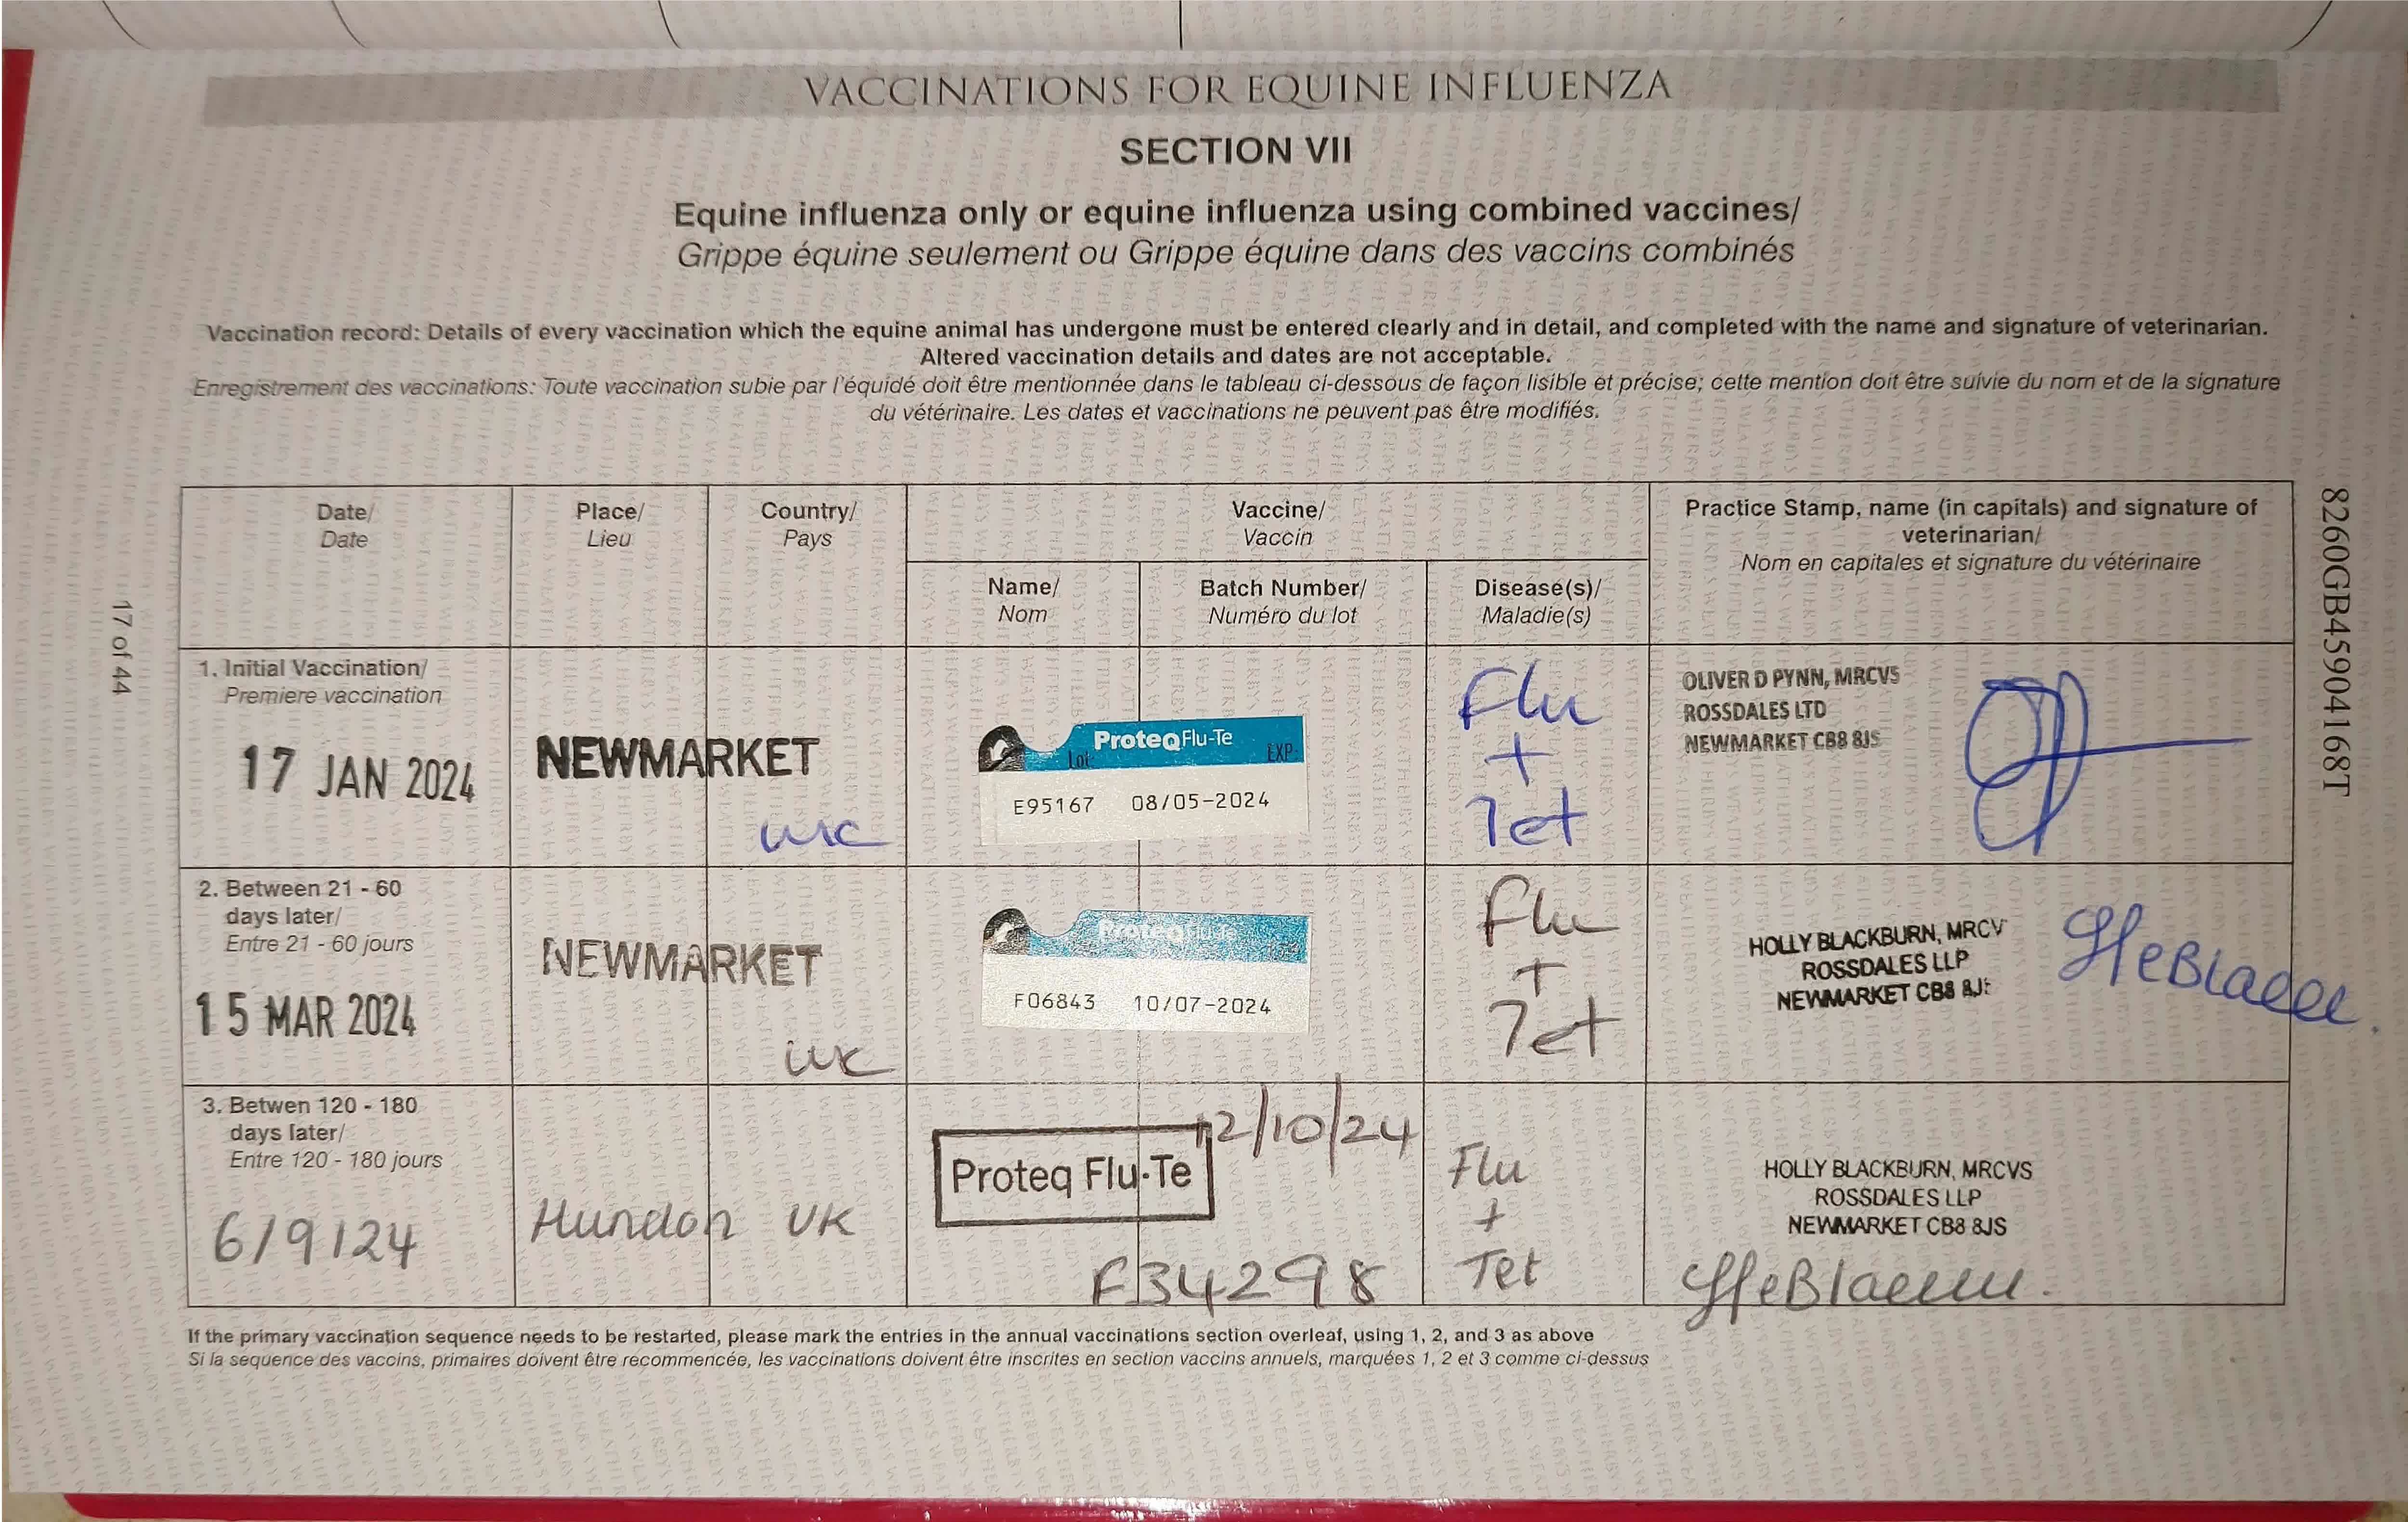 VACCINATIONS FOR EQUINE INFLUENZA
SECTION VII
Equine influenza only or equine influenza using combined vaccines/
Grippe équine seulement ou Grippe équine dans des vaccins combinés
Vaccination record: Details of every vaccination which the equine animal has undergone must be entered clearly and in detail, and completed with the name and signature of veterinarian.
Altered vaccination details and dates are not acceptable.
Enregistrement des vaccinations: Toute vaccination subie par l'équidé doit être mentionnée dans le tableau ci-dessous de façon lisible et précise; cette mention doit être suivie du nom et de la signature
du vétérinaire. Les dates et vaccinations ne peuvent pas être modifiés.
Date/
Date
Place/
Lieu
Country/
Pays
Vaccine/
Vaccin
Name/
Nom
Batch Number/
Numéro du lot
Disease(s)/
Maladie(s)
Practice Stamp, name (in capitals) and signature of
veterinarian/
Nom en capitales et signature du vétérinaire
1. Initial Vaccination/
Premiere vaccination
17 JAN 2024
NEWMARKET
UK
ProteqFlu-Te
Lot
EXP
E95167 08/05-2024
Flu
+
Tet
OLIVER D PYNN, MRCVS
ROSSDALES LTD
NEWMARKET CB8 8JS
2. Between 21 - 60
days later/
Entre 21 - 60 jours
15 MAR 2024
NEWMARKET
UK
ProteqFlu-Te
F06843 10/07-2024
Flu
+
Tet
HOLLY BLACKBURN, MRCV
ROSSDALES LLP
NEWMARKET CB8 8JS
3. Betwen 120 - 180
days later/
Entre 120 - 180 jours
6/9/24
Hundon
UK
12/10/24
Proteq Flu-Te
F34298
Flu
+
Tet
HOLLY BLACKBURN, MRCVS
ROSSDALES LLP
NEWMARKET CB8 8JS
If the primary vaccination sequence needs to be restarted, please mark the entries in the annual vaccinations section overleaf, using 1, 2, and 3 as above
Si la sequence des vaccins, primaires doivent être recommencée, les vaccinations doivent être inscrites en section vaccins annuels, marquées 1, 2 et 3 comme ci-dessus
17 of 44
8260GB45904168T